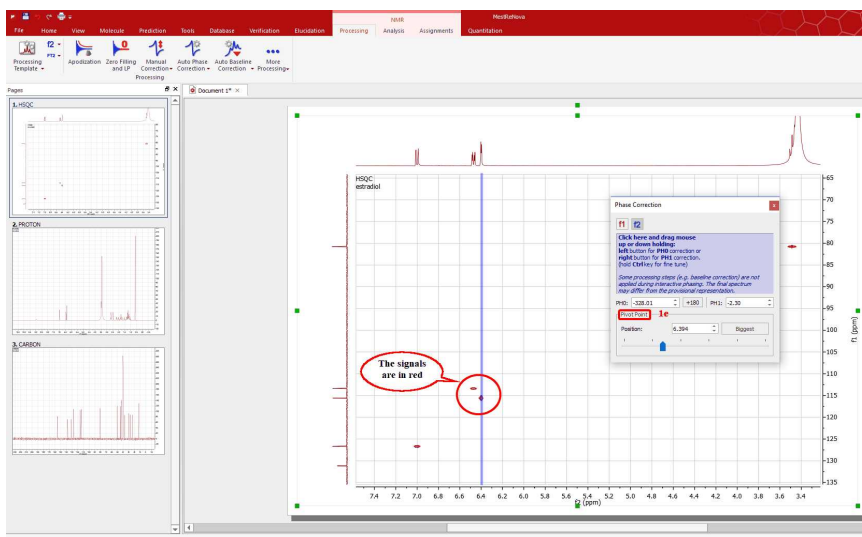 NMR
MestReNova
File Home View Molecule Prediction Tools Database Verification Elucidation Processing Analysis Assignments Quantitation
Processing Template
f2
FT2
Apodization
Zero Filling and LP
Manual Correction
Auto Phase Correction
Auto Baseline Correction
More Processing
Processing
Pages
Document 1*
1. HSQC
2. PROTON
3. CARBON
HSQC
estradiol
Phase Correction
f1 f2
Click here and drag mouse
up or down holding:
left button for PH0 correction or
right button for PH1 correction.
(hold Ctrl key for fine tune)
Some processing steps (e.g. baseline correction) are not
applied during interactive phasing. The final spectrum
may differ from the provisional representation.
PH0: -328.01 +180 PH1: -2.30
Pivot Point 1e
Position: 6.394 Biggest
The signals
are in red
65
70
75
80
85
90
95
100
105
110
115
120
125
130
135
f1 (ppm)
7.4 7.2 7.0 6.8 6.6 6.4 6.2 6.0 5.8 5.6 5.4 5.2 5.0 4.8 4.6 4.4 4.2 4.0 3.8 3.6 3.4
f2 (ppm)